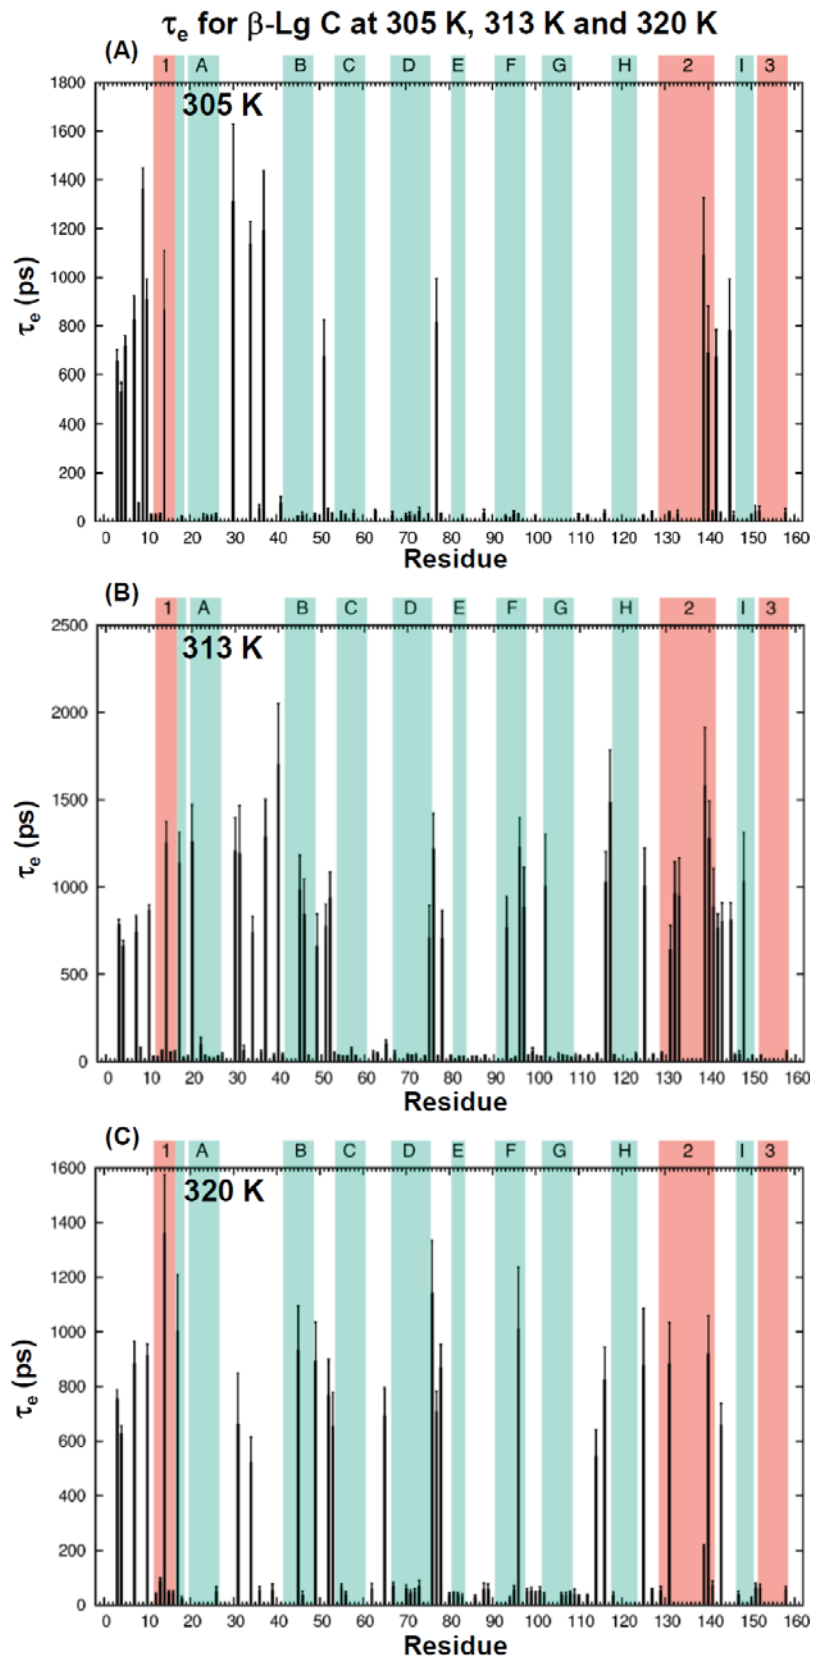 τe for β-Lg C at 305 K, 313 K and 320 K
(A)
1 A B C D E F G H 2 I 3
305 K
1800
1600
1400
1200
1000
800
600
400
200
0
τe (ps)
0 10 20 30 40 50 60 70 80 90 100 110 120 130 140 150 160
Residue
(B)
1 A B C D E F G H 2 I 3
313 K
2500
2000
1500
1000
500
0
τe (ps)
0 10 20 30 40 50 60 70 80 90 100 110 120 130 140 150 160
Residue
(C)
1 A B C D E F G H 2 I 3
320 K
1600
1400
1200
1000
800
600
400
200
0
τe (ps)
0 10 20 30 40 50 60 70 80 90 100 110 120 130 140 150 160
Residue